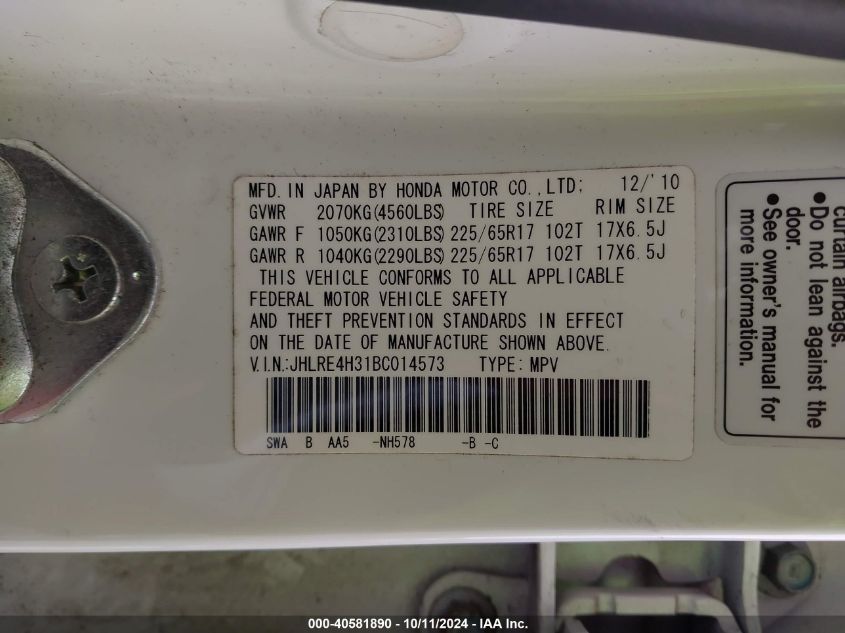 MFD. IN JAPAN BY HONDA MOTOR CO.,LTD; 12/'10
GVWR 2070KG(4560LBS) TIRE SIZE RIM SIZE
GAWR F 1050KG(2310LBS) 225/65R17 102T 17X6.5J
GAWR R 1040KG(2290LBS) 225/65R17 102T 17X6.5J
THIS VEHICLE CONFORMS TO ALL APPLICABLE
FEDERAL MOTOR VEHICLE SAFETY
AND THEFT PREVENTION STANDARDS IN EFFECT
ON THE DATE OF MANUFACTURE SHOWN ABOVE.
V.I.N.:JHLRE4H31BC014573 TYPE: MPV
SWA B AA5 -NH578 -B -C
curtain airbags.
●Do not lean against the
door.
●See owner's manual for
more information.
000-40581890 - 10/11/2024 - IAA Inc.